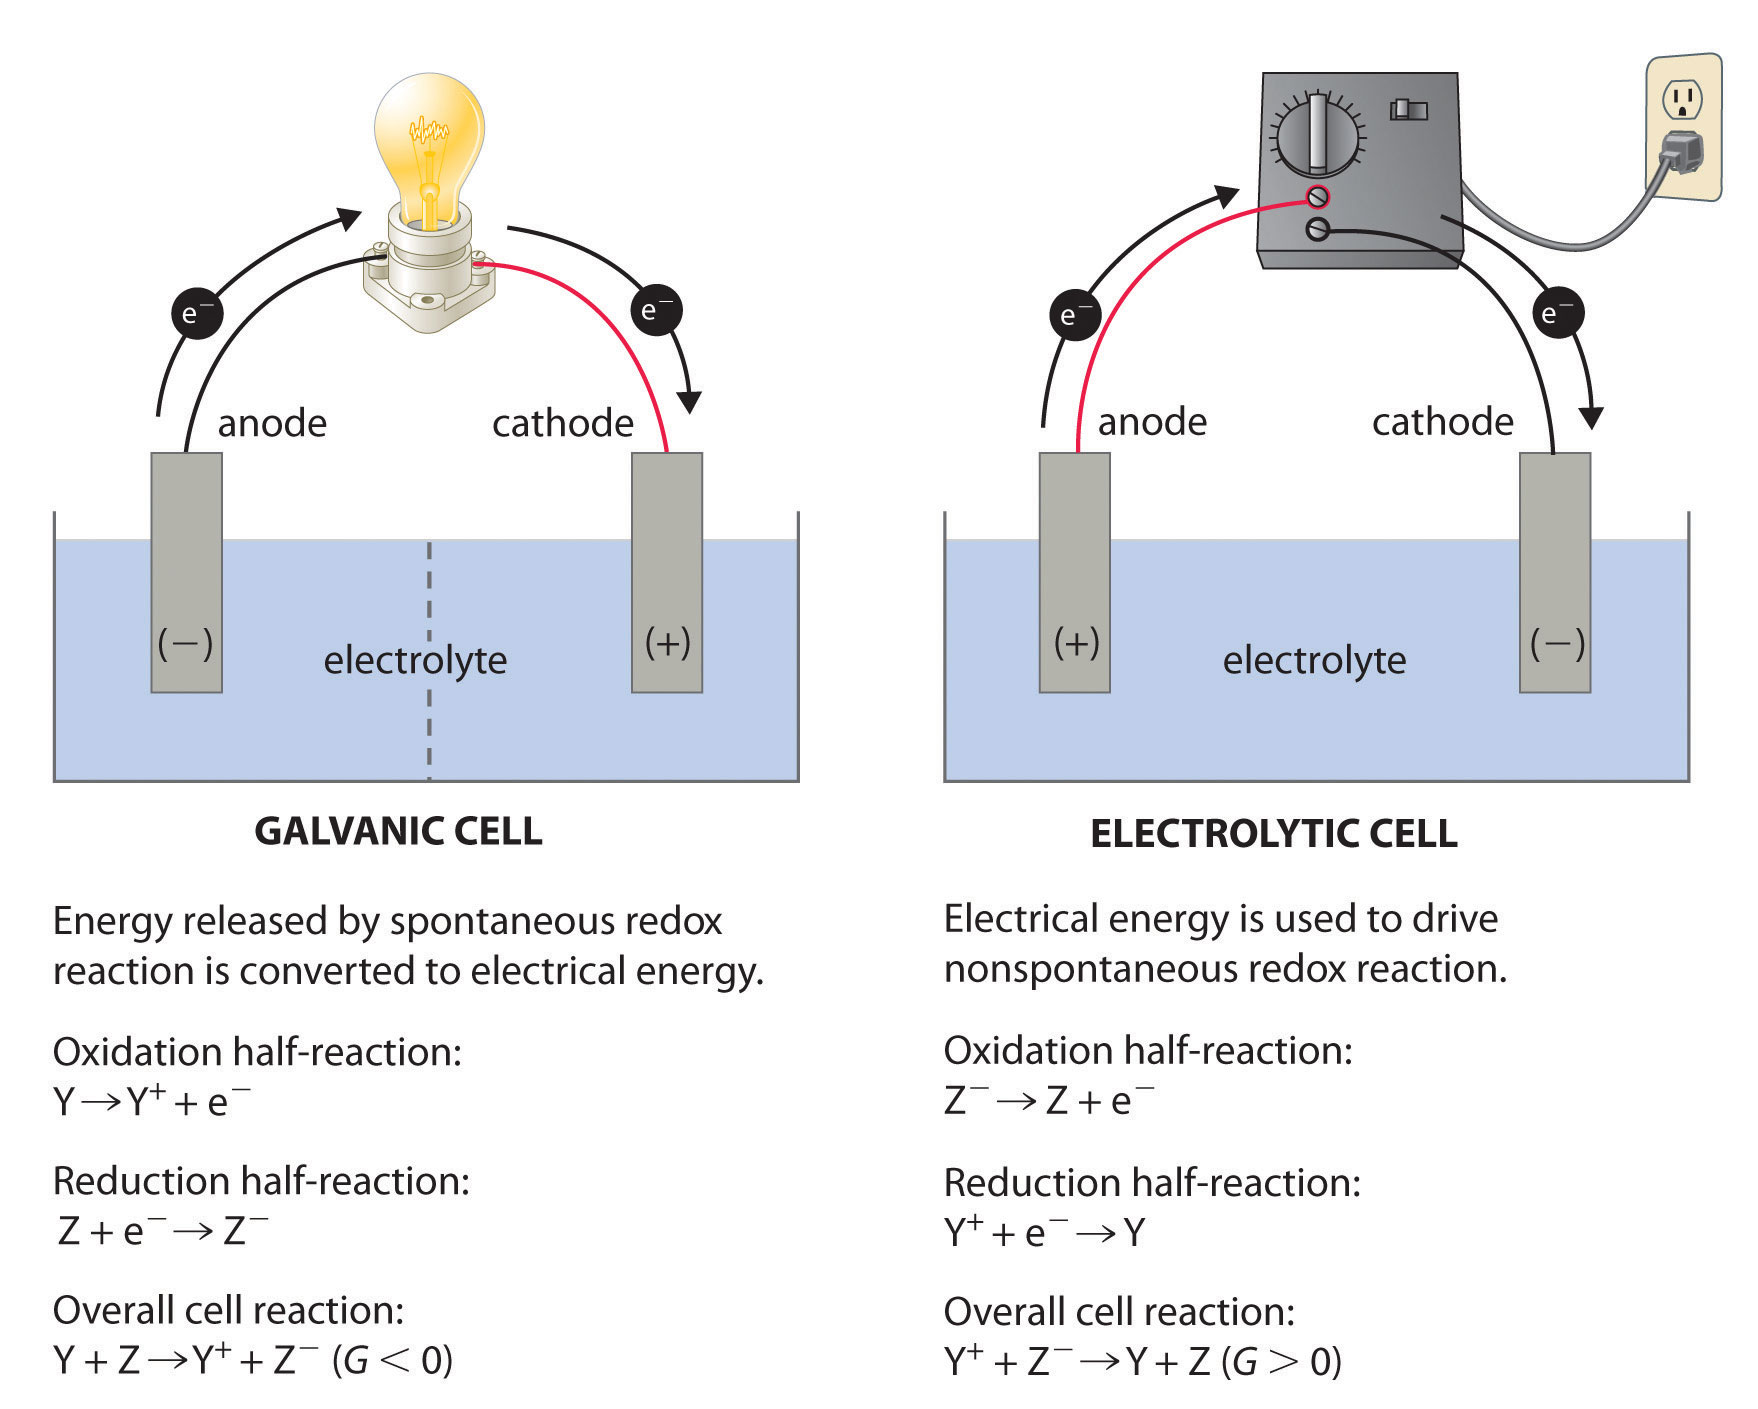 e⁻
e⁻
anode
cathode
(−)
(+)
electrolyte
GALVANIC CELL
Energy released by spontaneous redox
reaction is converted to electrical energy.
Oxidation half-reaction:
Y → Y⁺ + e⁻
Reduction half-reaction:
Z + e⁻ → Z⁻
Overall cell reaction:
Y + Z → Y⁺ + Z⁻ (G < 0)
e⁻
e⁻
anode
cathode
(+)
(−)
electrolyte
ELECTROLYTIC CELL
Electrical energy is used to drive
nonspontaneous redox reaction.
Oxidation half-reaction:
Z⁻ → Z + e⁻
Reduction half-reaction:
Y⁺ + e⁻ → Y
Overall cell reaction:
Y⁺ + Z⁻ → Y + Z (G > 0)